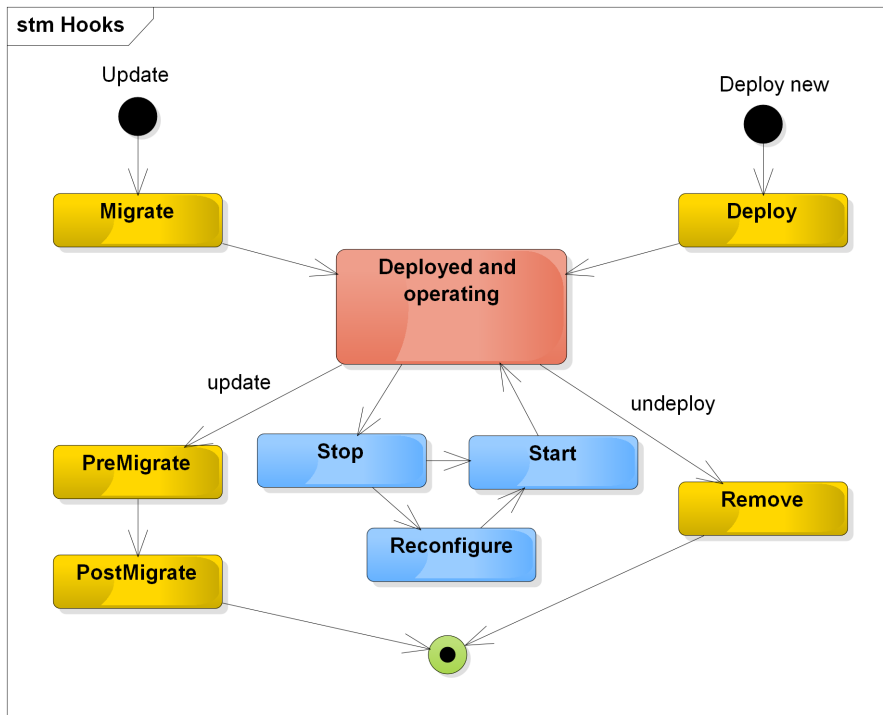 stm Hooks
Update
Deploy new
Migrate
Deploy
Deployed and
operating
update
undeploy
Stop
Start
PreMigrate
Remove
Reconfigure
PostMigrate